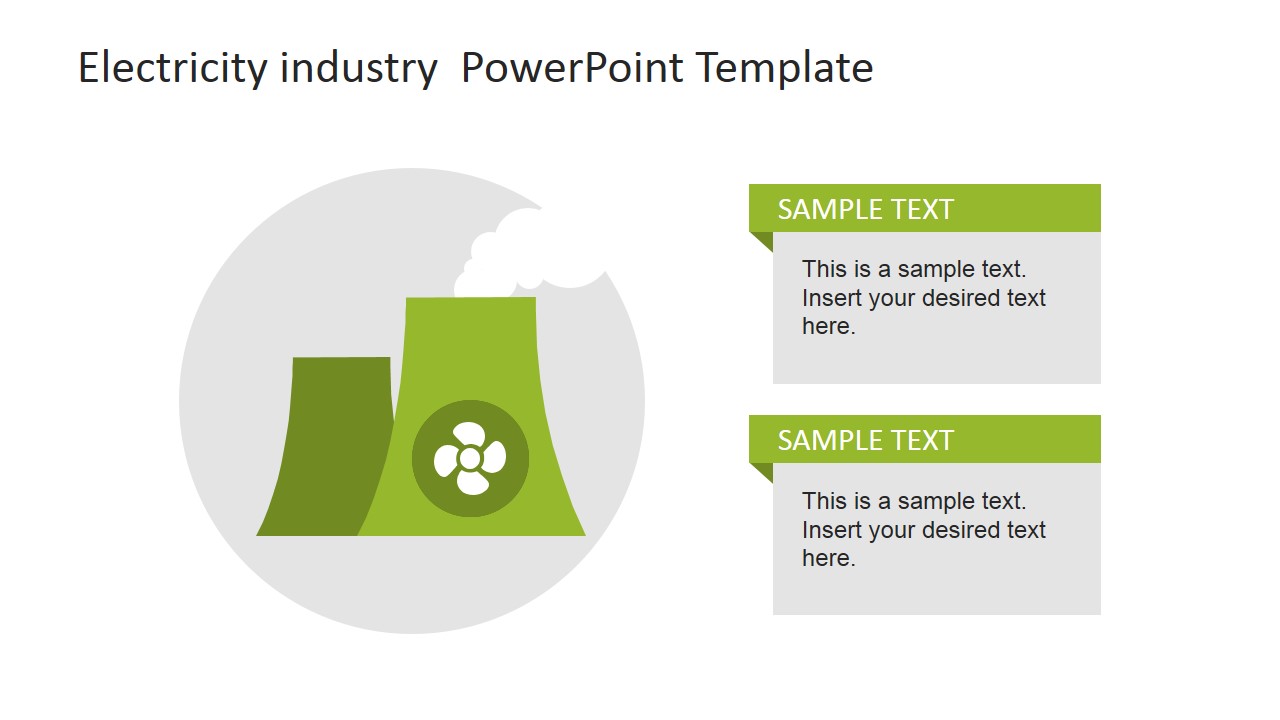 Electricity industry  PowerPoint Template
SAMPLE TEXT
This is a sample text.
Insert your desired text
here.
SAMPLE TEXT
This is a sample text.
Insert your desired text
here.